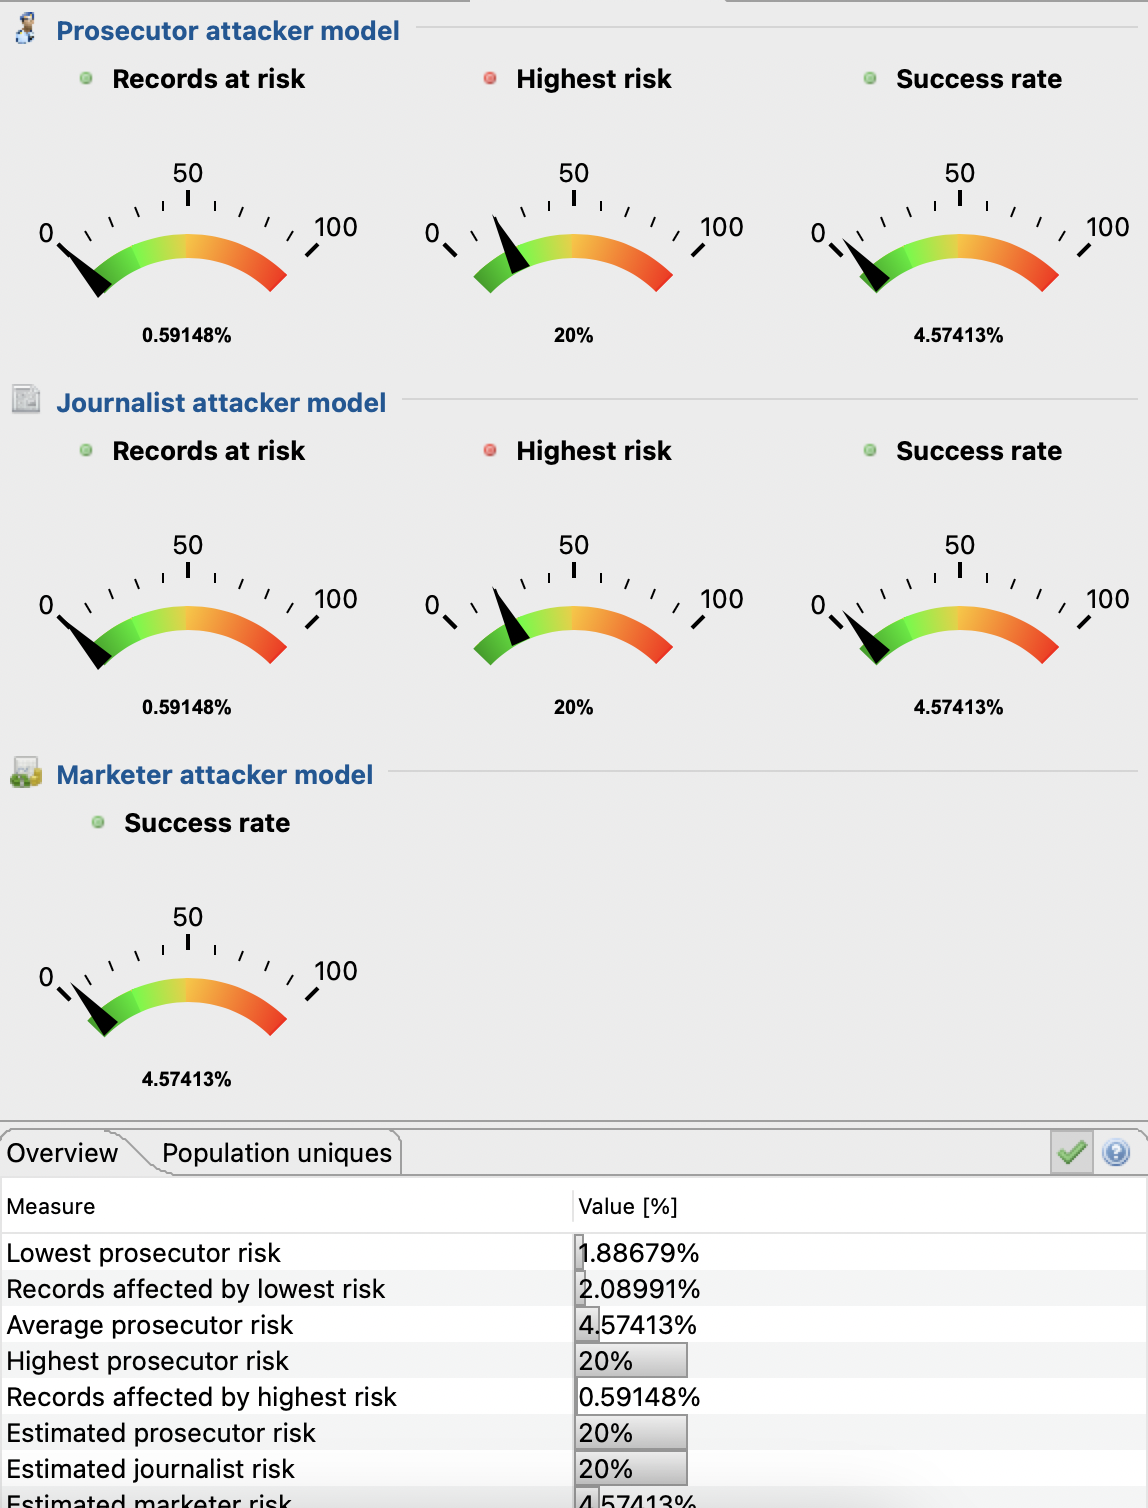 Prosecutor attacker model
Records at risk Highest risk Success rate
50 50 50
0 100 0 100 0 100
0.59148% 20% 4.57413%
Journalist attacker model
Records at risk Highest risk Success rate
50 50 50
0 100 0 100 0 100
0.59148% 20% 4.57413%
Marketer attacker model
Success rate
50
0 100
4.57413%
Overview Population uniques
Measure Value [%]
Lowest prosecutor risk 1.88679%
Records affected by lowest risk 2.08991%
Average prosecutor risk 4.57413%
Highest prosecutor risk 20%
Records affected by highest risk 0.59148%
Estimated prosecutor risk 20%
Estimated journalist risk 20%
Estimated marketer risk 4.57413%